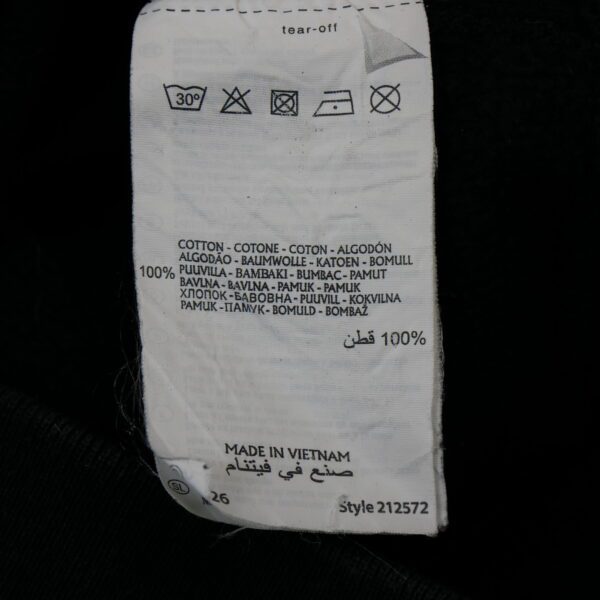 tear-off
30°
COTTON - COTONE - COTON - ALGODÓN
ALGODÃO - BAUMWOLLE - KATOEN - BOMULL
100% PUUVILLA - BAMBAKI - BUMBAC - PAMUT
BAVLNA - BAVLNA - PAMUK - PAMUK
ХЛОПОК - БАВОВНА - PUUVILL - KOKVILNA
PAMUK - ПАМУК - BOMULD - BOMBAŽ
100% قطن
MADE IN VIETNAM
صنع في فيتنام
SL 26
Style 212572